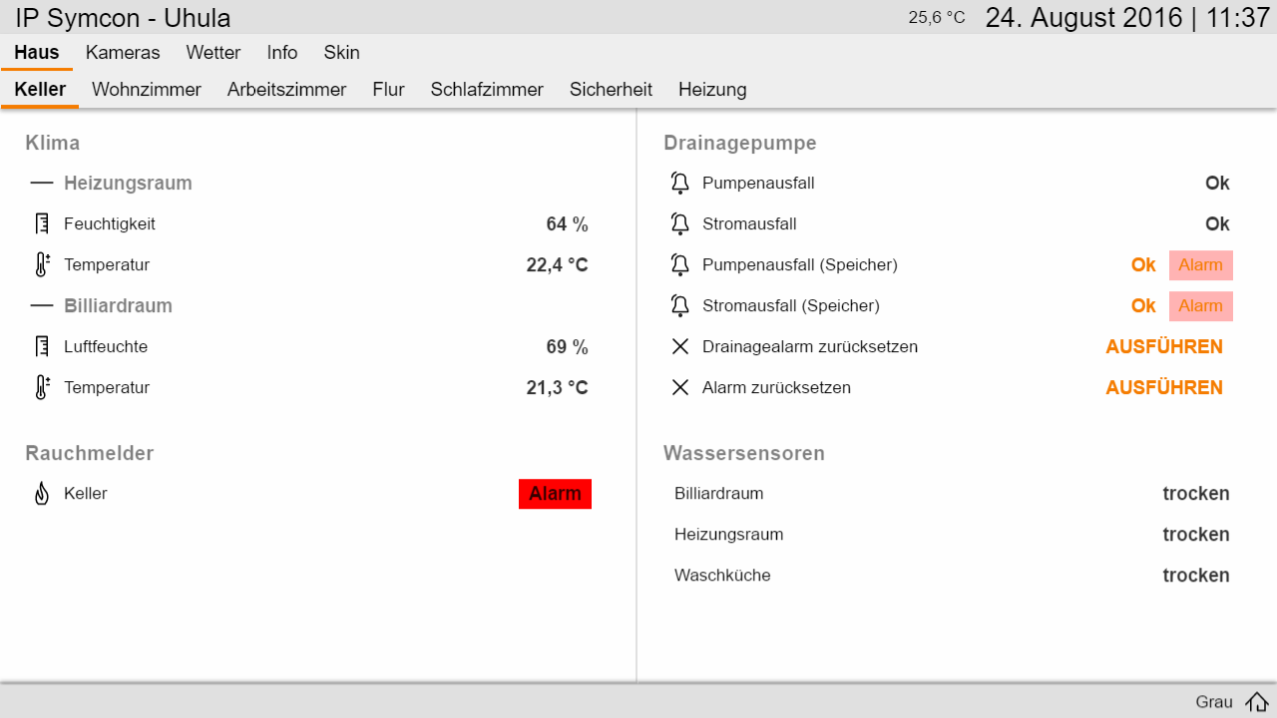 IP Symcon - Uhula
25,6 °C 24. August 2016 | 11:37
Haus Kameras Wetter Info Skin
Keller Wohnzimmer Arbeitszimmer Flur Schlafzimmer Sicherheit Heizung
Klima
Heizungsraum
Feuchtigkeit 64 %
Temperatur 22,4 °C
Billiardraum
Luftfeuchte 69 %
Temperatur 21,3 °C
Rauchmelder
Keller Alarm
Drainagepumpe
Pumpenausfall Ok
Stromausfall Ok
Pumpenausfall (Speicher) Ok Alarm
Stromausfall (Speicher) Ok Alarm
Drainagealarm zurücksetzen AUSFÜHREN
Alarm zurücksetzen AUSFÜHREN
Wassersensoren
Billiardraum trocken
Heizungsraum trocken
Waschküche trocken
Grau